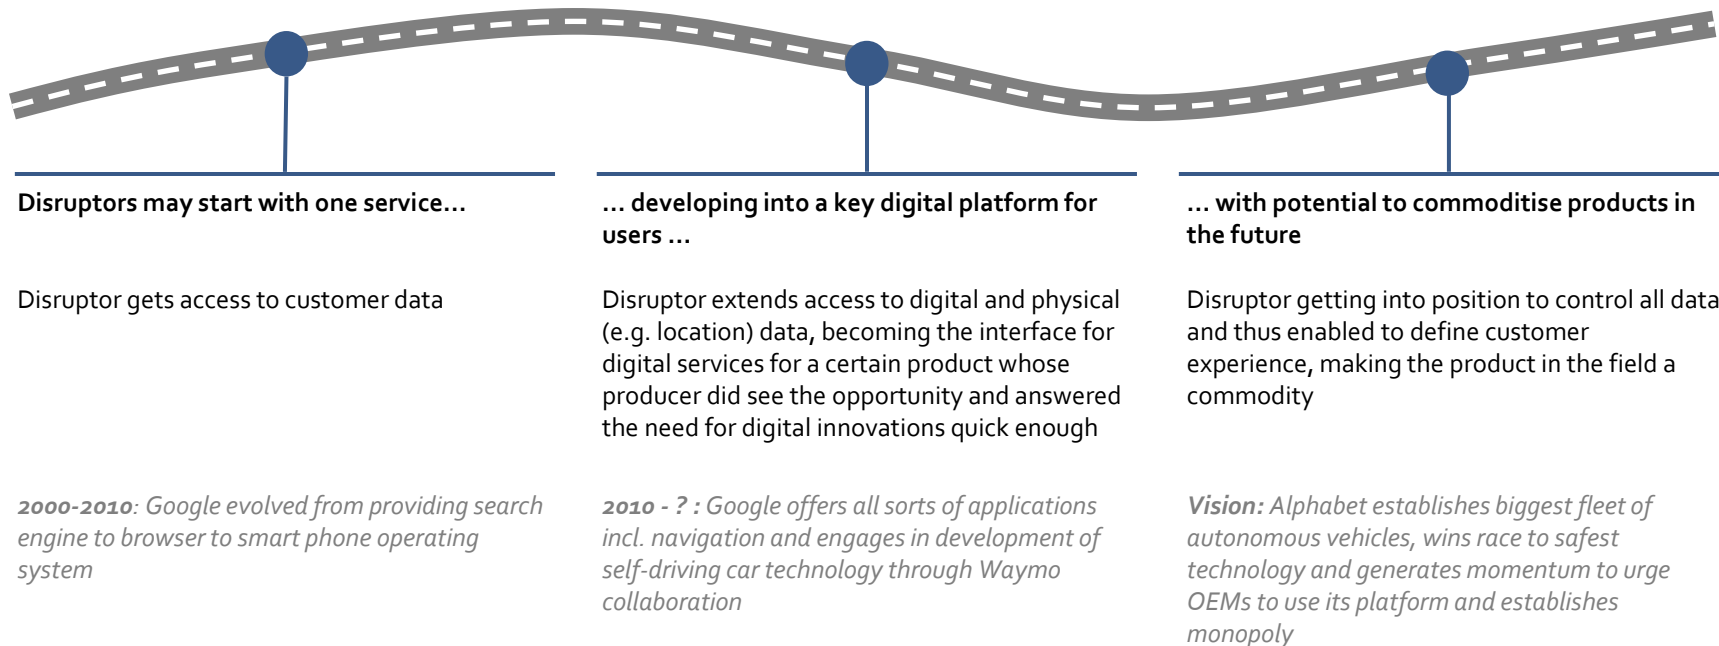 Disruptors may start with one service…
Disruptor gets access to customer data
2000-2010: Google evolved from providing search
engine to browser to smart phone operating
system
… developing into a key digital platform for
users …
Disruptor extends access to digital and physical
(e.g. location) data, becoming the interface for
digital services for a certain product whose
producer did see the opportunity and answered
the need for digital innovations quick enough
2010 - ? : Google offers all sorts of applications
incl. navigation and engages in development of
self-driving car technology through Waymo
collaboration
… with potential to commoditise products in
the future
Disruptor getting into position to control all data
and thus enabled to define customer
experience, making the product in the field a
commodity
Vision: Alphabet establishes biggest fleet of
autonomous vehicles, wins race to safest
technology and generates momentum to urge
OEMs to use its platform and establishes
monopoly